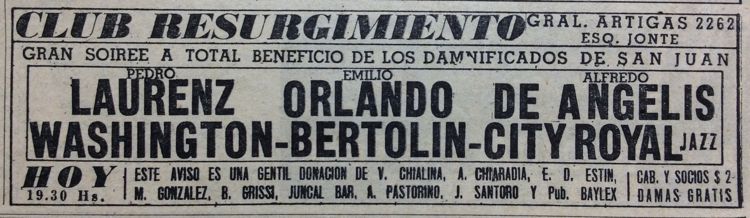 CLUB RESURGIMIENTO
GRAL. ARTIGAS 2262
ESQ. JONTE
GRAN SOIREE A TOTAL BENEFICIO DE LOS DAMNIFICADOS DE SAN JUAN
PEDRO EMILIO ALFREDO
LAURENZ ORLANDO DE ANGELIS
WASHINGTON-BERTOLIN-CITY ROYAL JAZZ
HOY
19.30 Hs.
ESTE AVISO ES UNA GENTIL DONACION DE V. CHIALINA, A. CHIARADIA, E. D. ESTIN,
M. GONZALEZ, B. GRISSI, JUNCAL BAR, A. PASTORINO, J. SANTORO Y Pub. BAYLEX
CAB. Y SOCIOS $ 2
DAMAS GRATIS